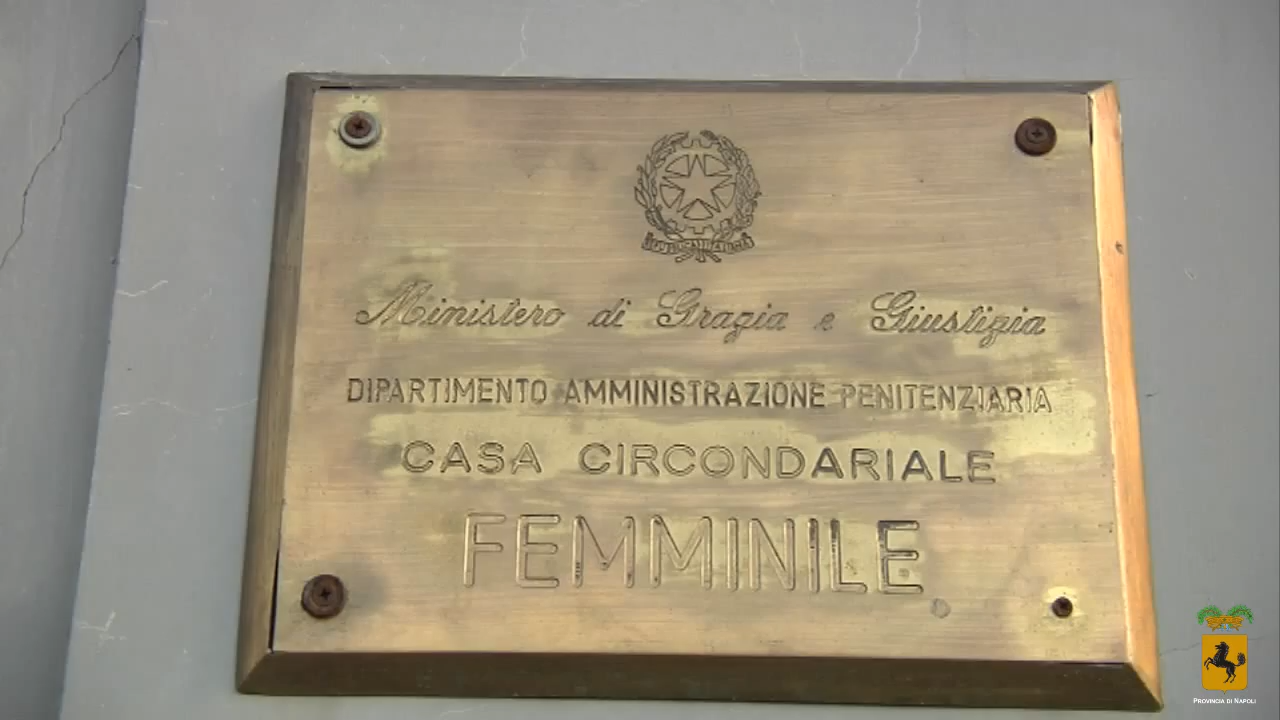 Ministero di Grazia e Giustizia
DIPARTIMENTO AMMINISTRAZIONE PENITENZIARIA
CASA CIRCONDARIALE
FEMMINILE
PROVINCIA DI NAPOLI